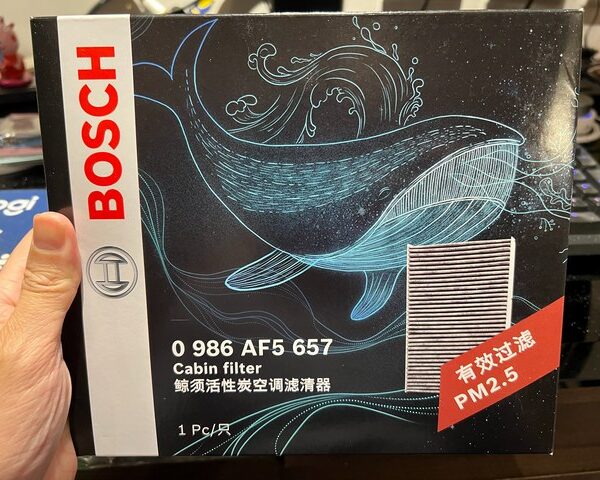 BOSCH
0 986 AF5 657
Cabin filter
鲸须活性炭空调滤清器
1 Pc/只
有效过滤
PM2.5
ogi